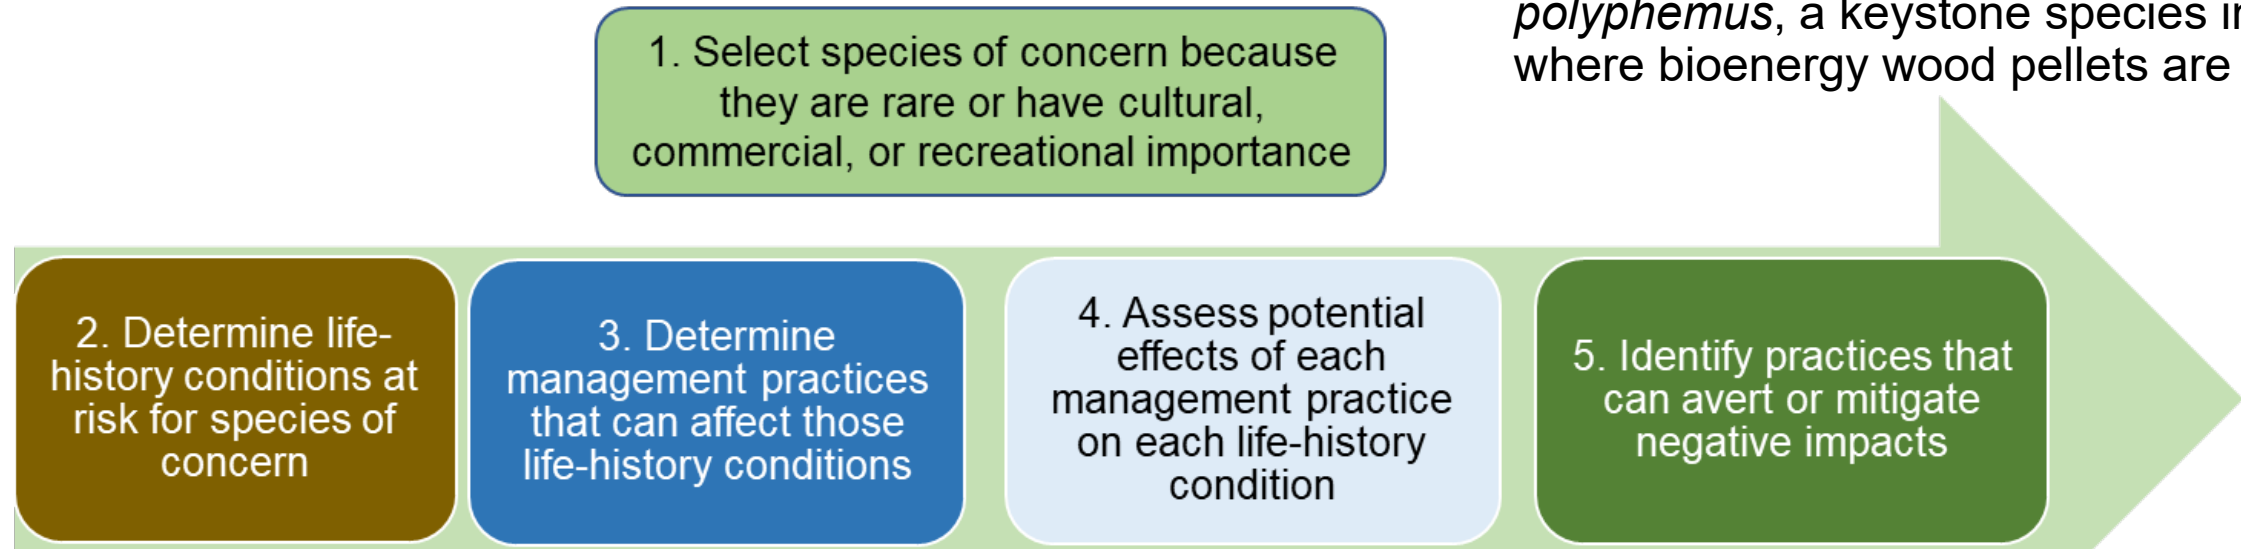 polyphemus, a keystone species in
where bioenergy wood pellets are
1. Select species of concern because
they are rare or have cultural,
commercial, or recreational importance
2. Determine life-
history conditions at
risk for species of
concern
3. Determine
management practices
that can affect those
life-history conditions
4. Assess potential
effects of each
management practice
on each life-history
condition
5. Identify practices that
can avert or mitigate
negative impacts